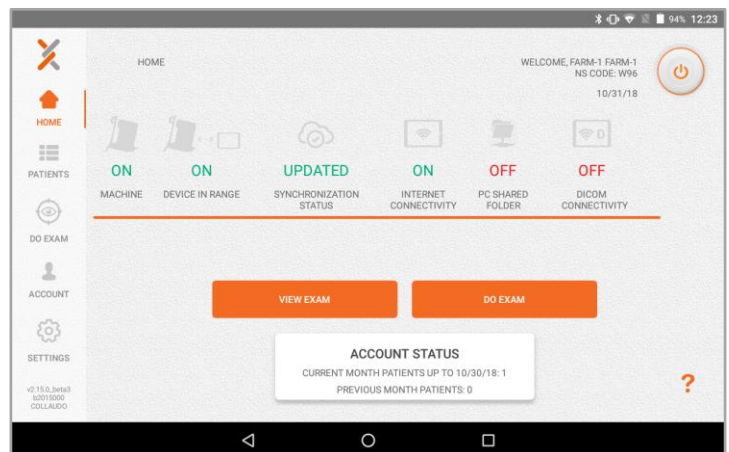 94% 12:23
HOME
WELCOME, FARM-1 FARM-1
NS CODE: W96
10/31/18
HOME
PATIENTS
DO EXAM
ACCOUNT
SETTINGS
v2.15.0_beta3
b2015000
COLLAUDO
ON
ON
UPDATED
ON
OFF
D
OFF
MACHINE
DEVICE IN RANGE
SYNCHRONIZATION
STATUS
INTERNET
CONNECTIVITY
PC SHARED
FOLDER
DICOM
CONNECTIVITY
VIEW EXAM
DO EXAM
ACCOUNT STATUS
CURRENT MONTH PATIENTS UP TO 10/30/18: 1
PREVIOUS MONTH PATIENTS: 0
?